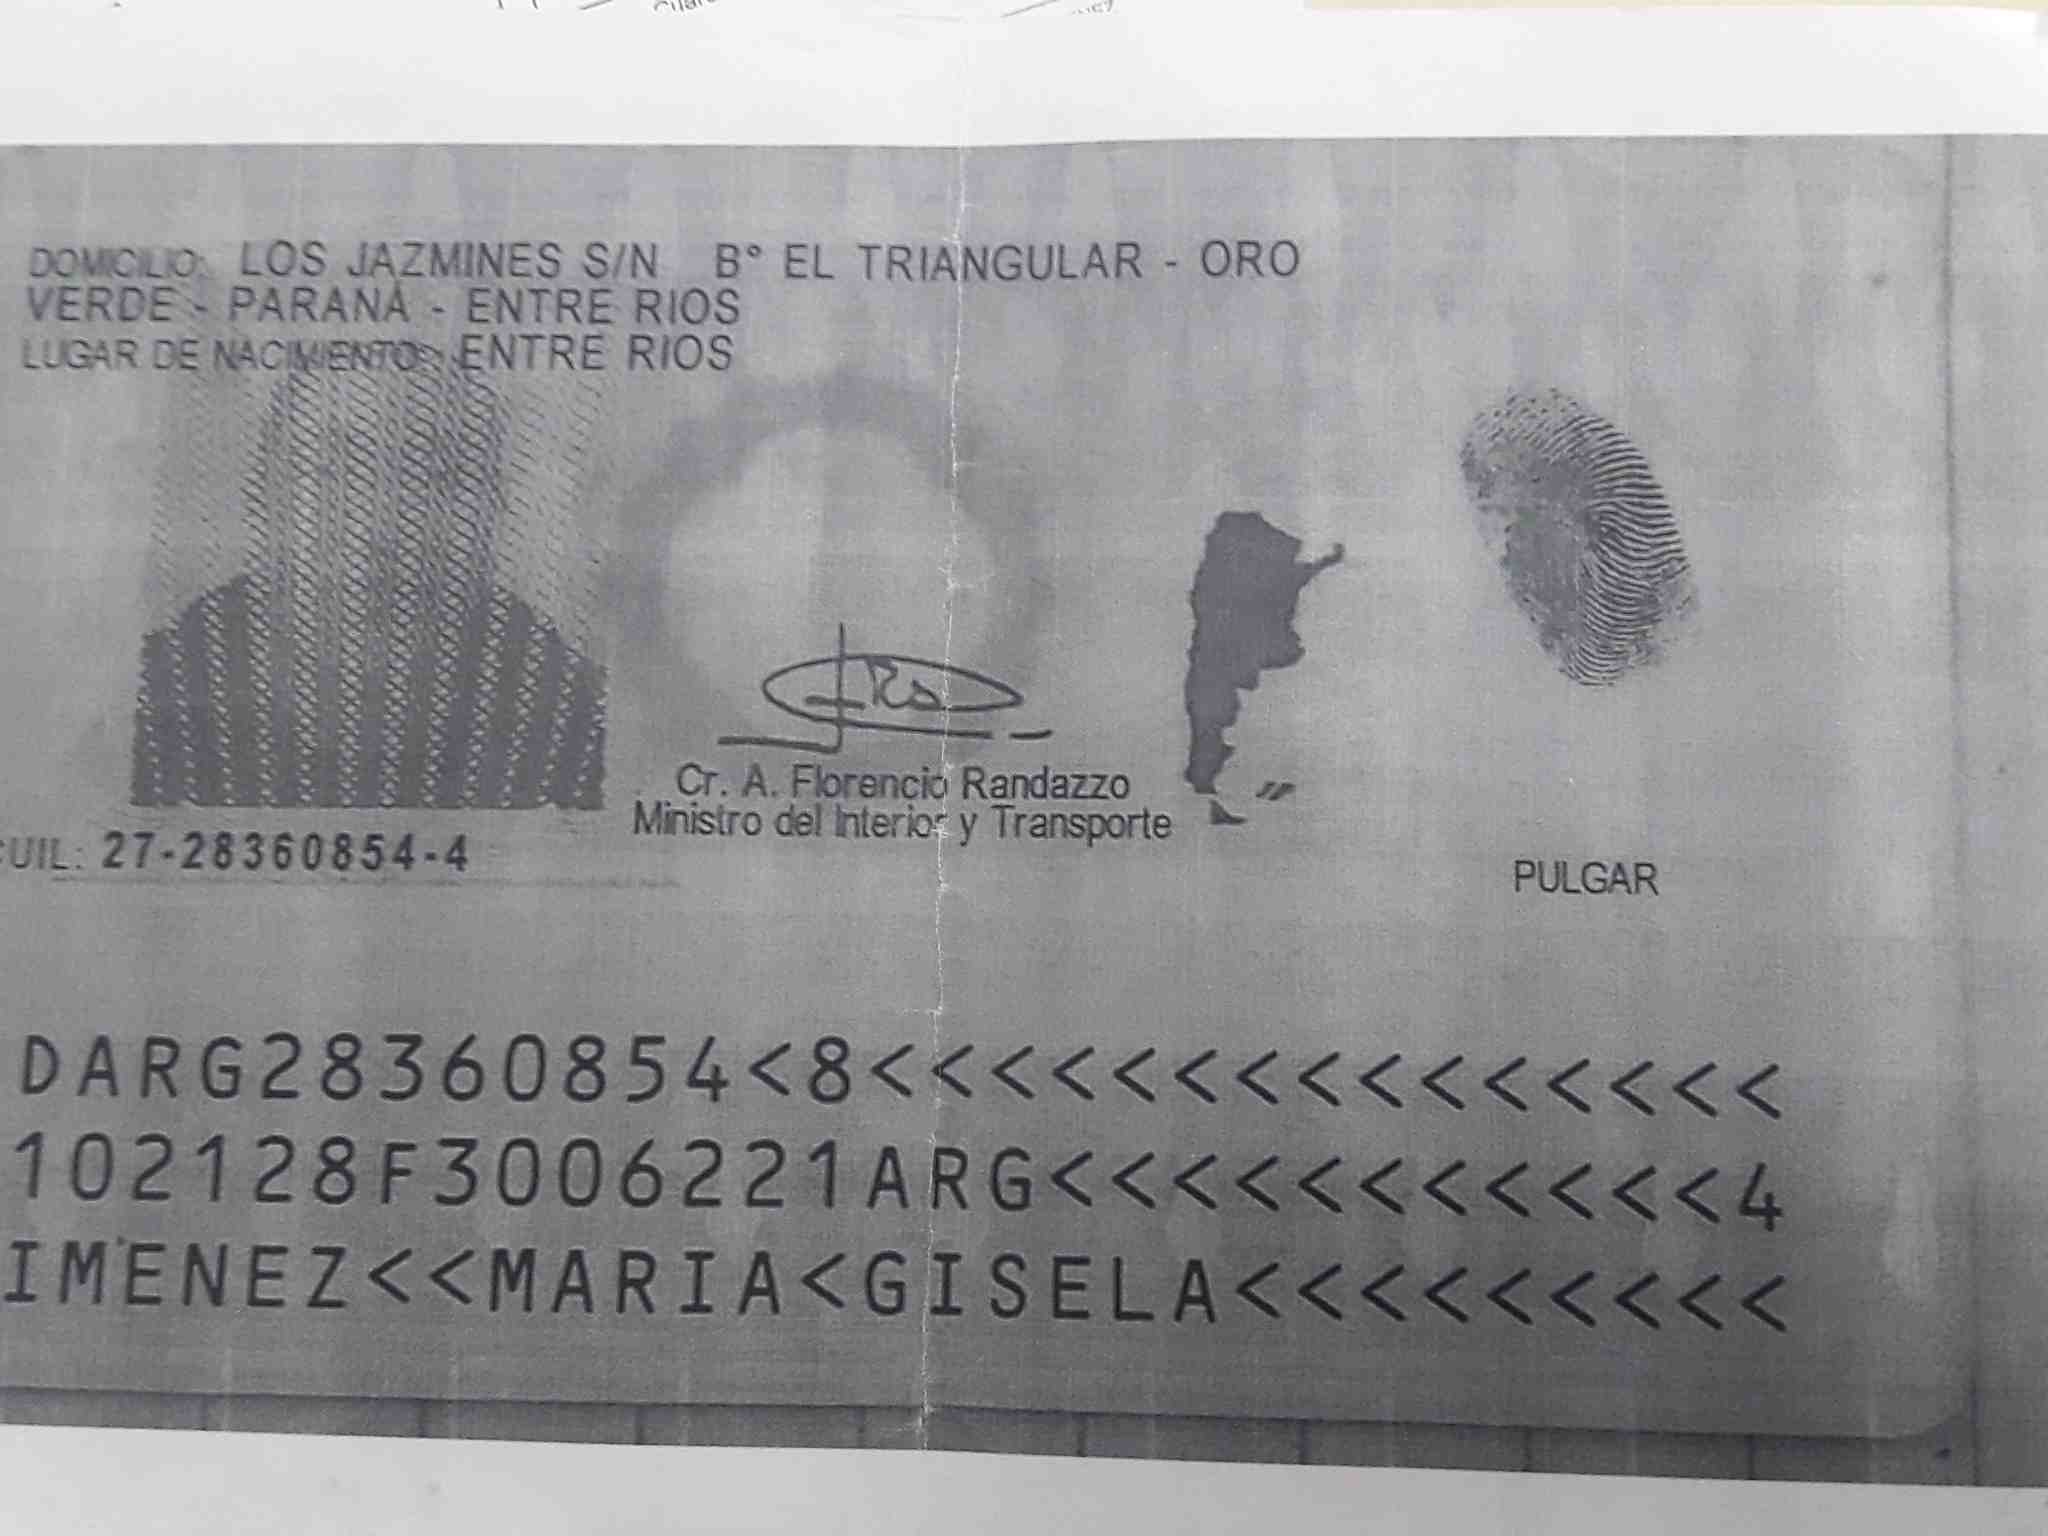 DOMICILIO: LOS JAZMINES S/N B° EL TRIANGULAR - ORO
VERDE - PARANÁ - ENTRE RIOS
LUGAR DE NACIMIENTO: ENTRE RIOS
Cr. A. Florencio Randazzo
Ministro del Interior y Transporte
CUIL: 27-28360854-4
PULGAR
DARG28360854<8<<<<<<<<<<<<<<<
102128F3006221ARG<<<<<<<<<<<4
IMENEZ<<MARIA<GISELA<<<<<<<<<